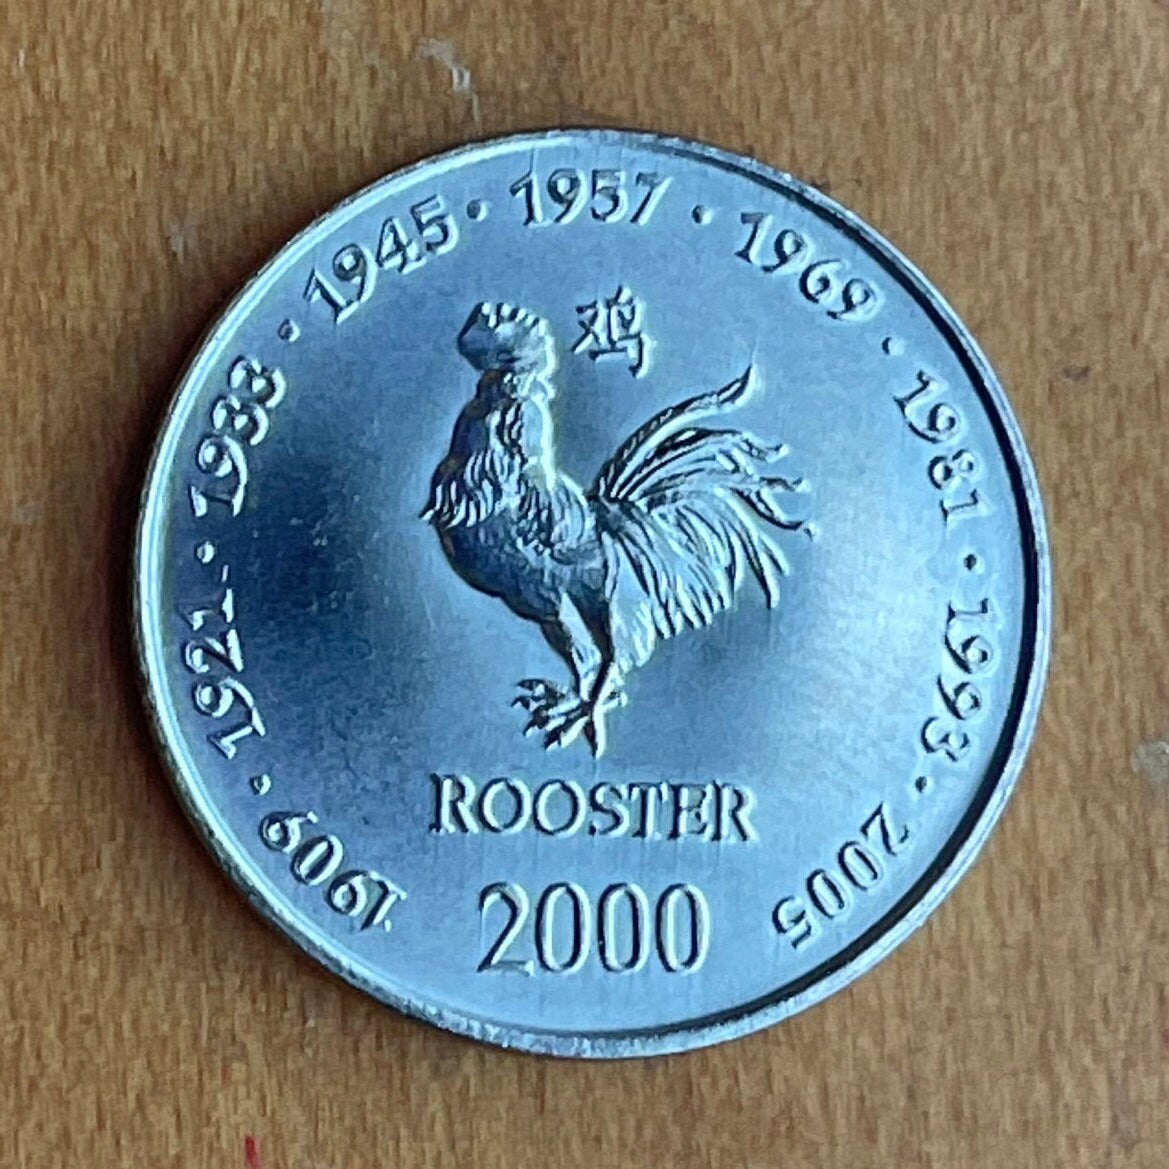 1909 · 1921 · 1933 · 1945 · 1957 · 1969 · 1981 · 1993 · 2005
鸡
ROOSTER
2000